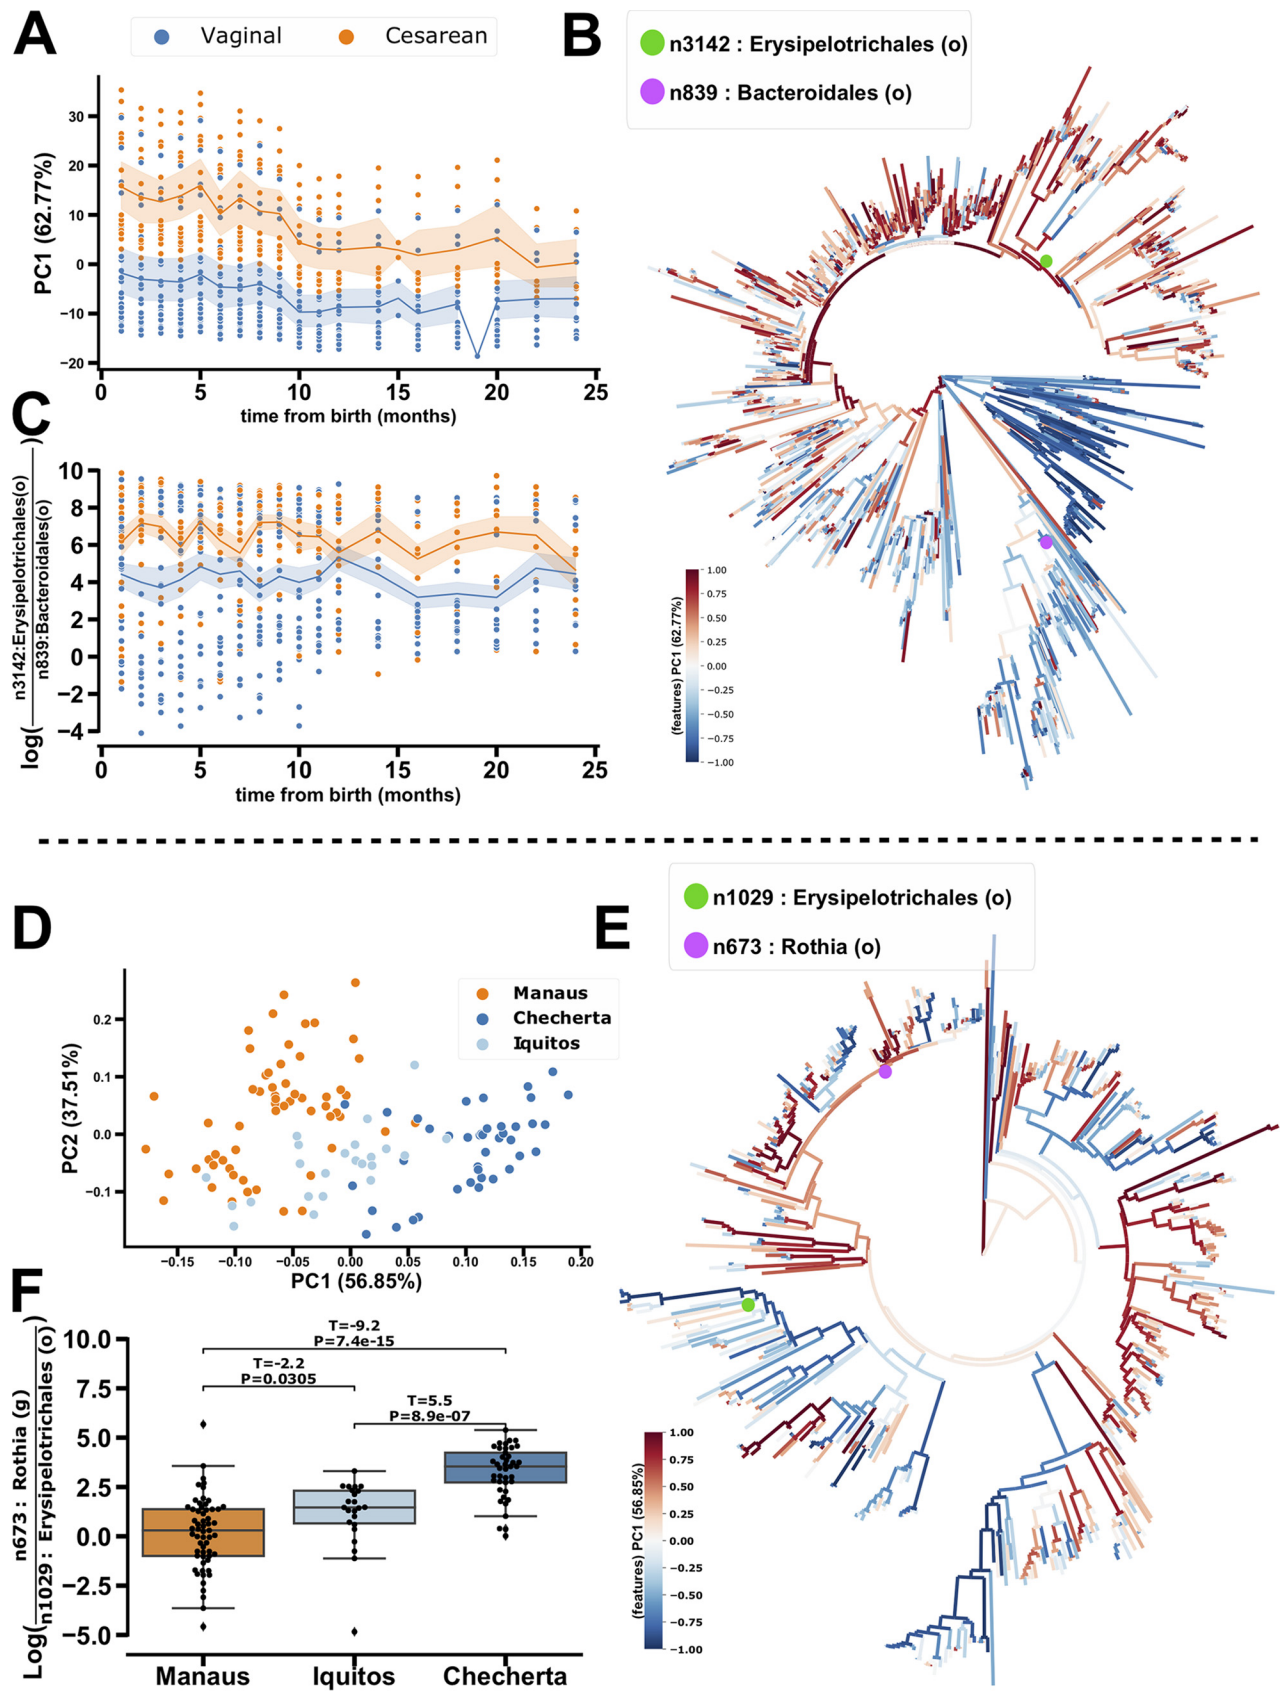 A
Vaginal
Cesarean
PC1 (62.77%)
30
20
10
0
−10
−20
0
5
10
15
20
25
time from birth (months)
B
n3142 : Erysipelotrichales (o)
n839 : Bacteroidales (o)
(features) PC1 (62.77%)
1.00
0.75
0.50
0.25
0.00
−0.25
−0.50
−0.75
−1.00
C
log(
n3142:Erysipelotrichales(o)
n839:Bacteroidales(o)
)
10
8
6
4
2
0
−2
−4
0
5
10
15
20
25
time from birth (months)
D
Manaus
Checherta
Iquitos
PC2 (37.51%)
0.2
0.1
0.0
−0.1
−0.15
−0.10
−0.05
0.00
0.05
0.10
0.15
0.20
PC1 (56.85%)
E
n1029 : Erysipelotrichales (o)
n673 : Rothia (o)
(features) PC1 (56.85%)
1.00
0.75
0.50
0.25
0.00
−0.25
−0.50
−0.75
−1.00
F
Log(
n673 : Rothia (g)
n1029 : Erysipelotrichales (o)
)
10.0
7.5
5.0
2.5
0.0
−2.5
−5.0
T=-9.2
P=7.4e-15
T=-2.2
P=0.0305
T=5.5
P=8.9e-07
Manaus
Iquitos
Checherta